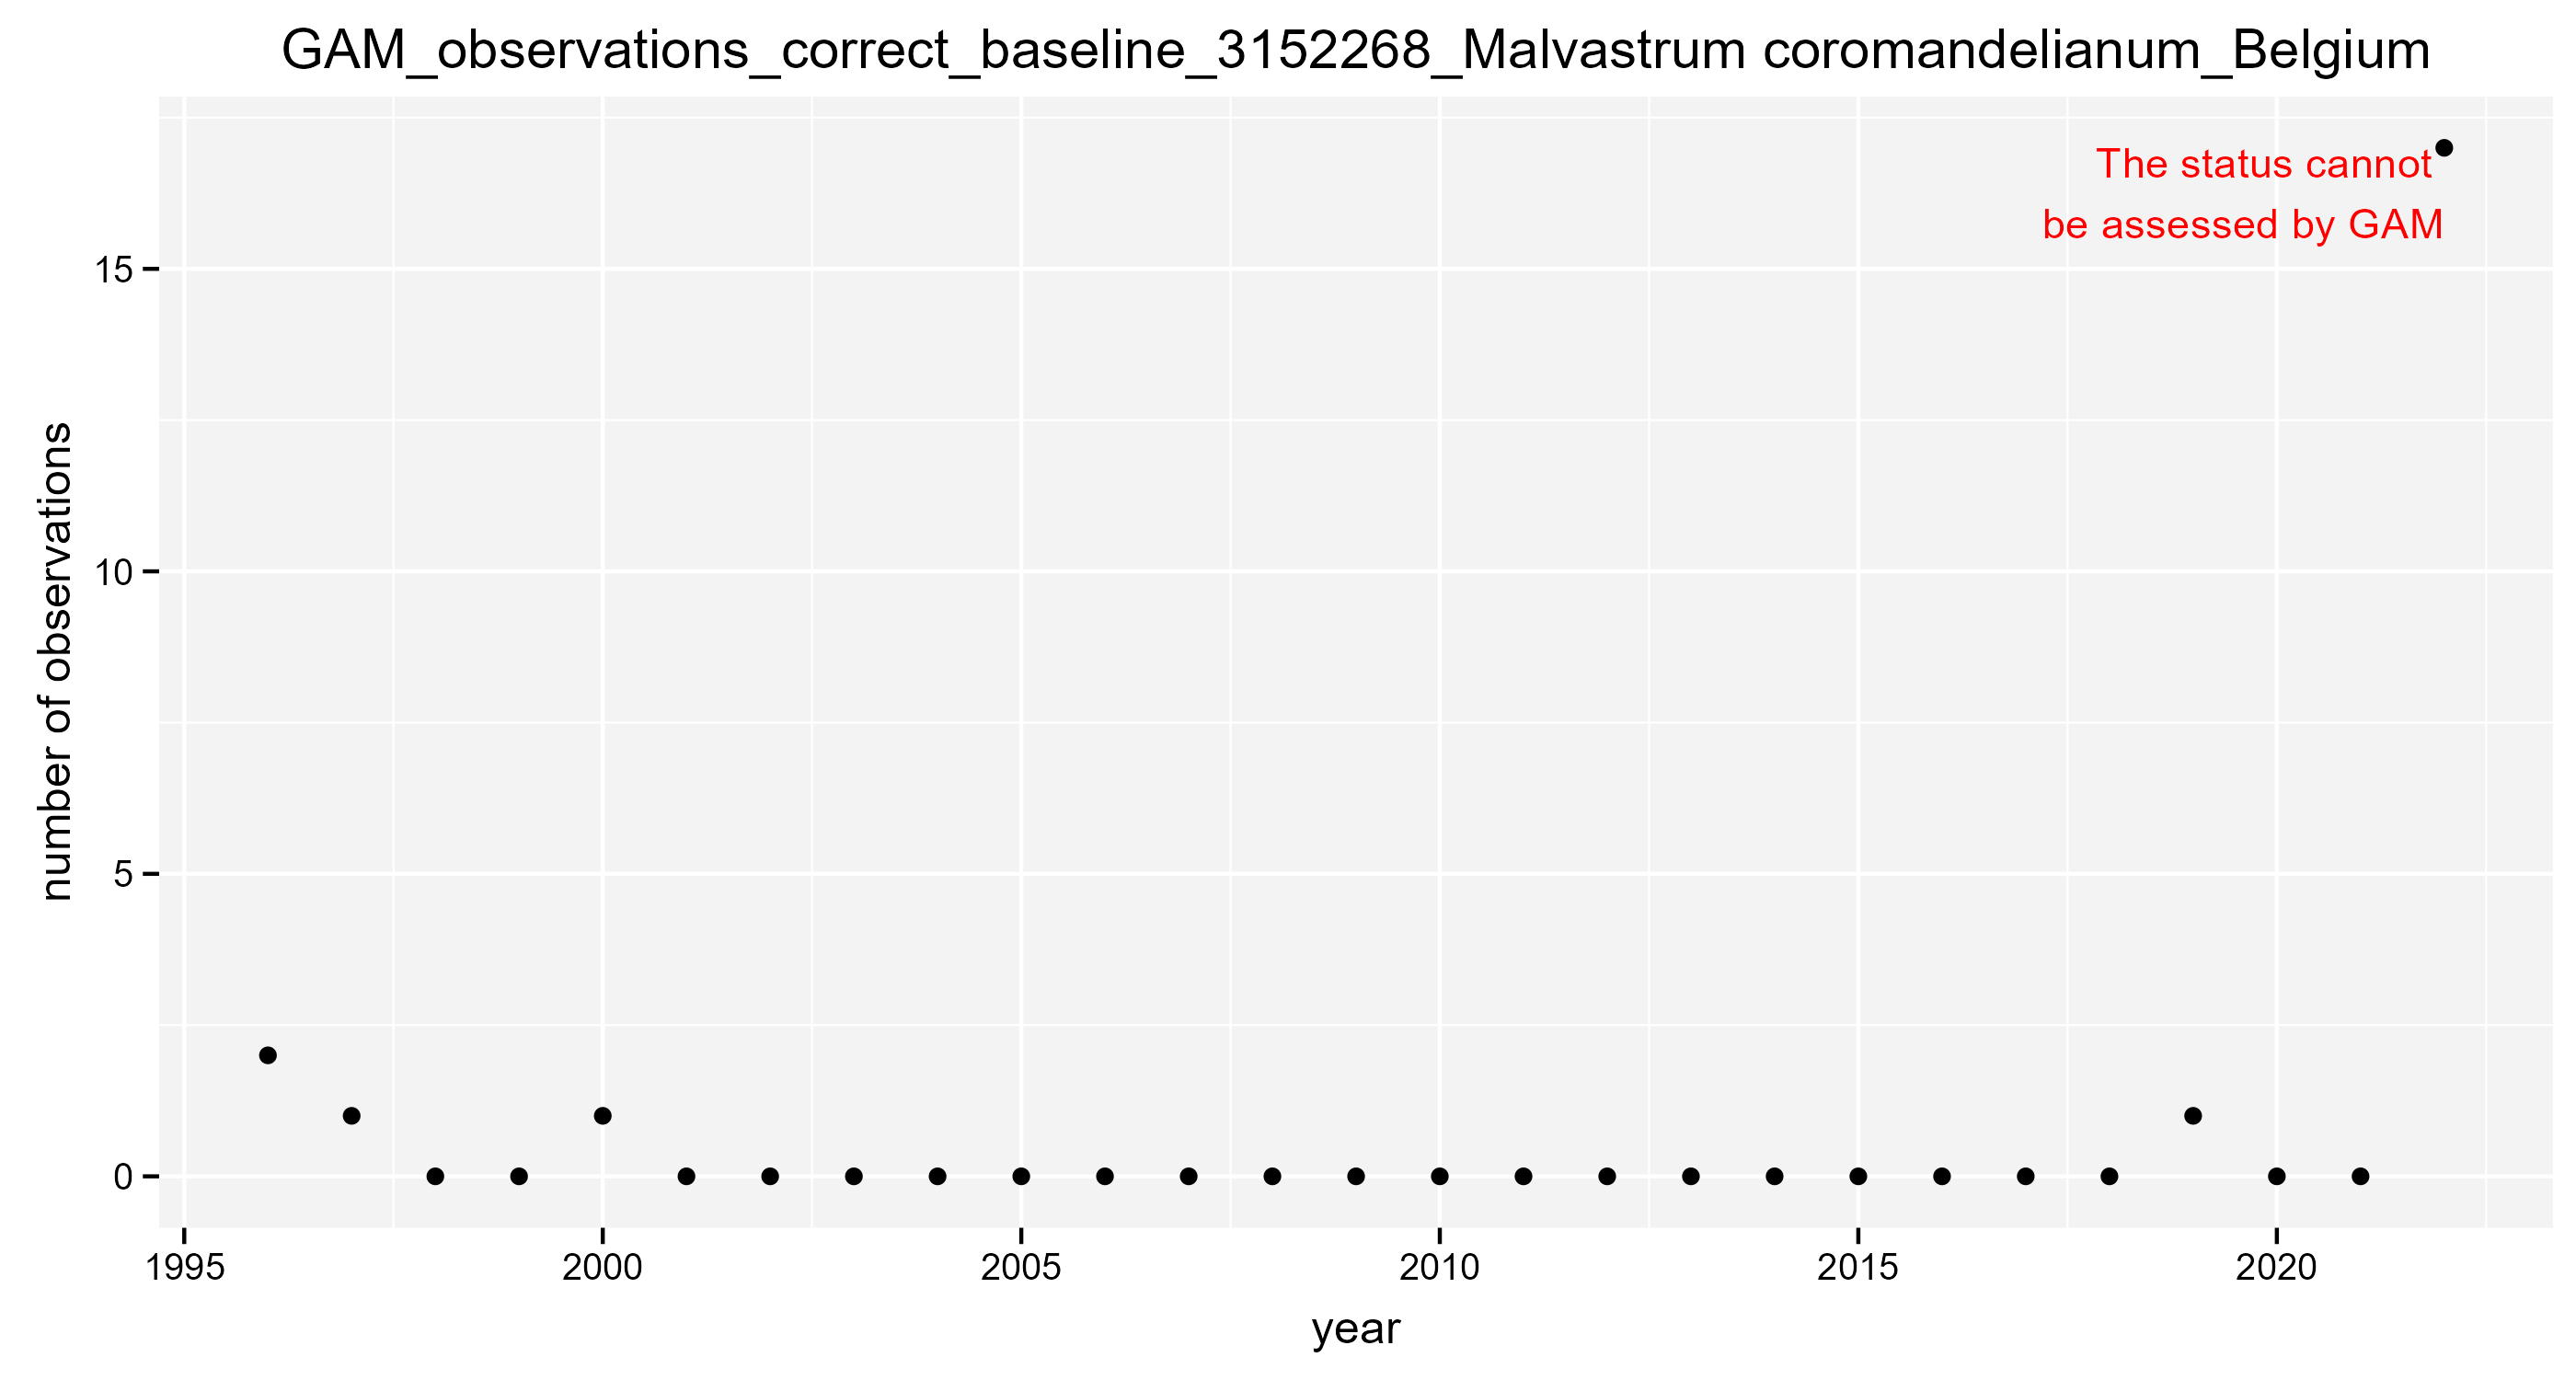 GAM_observations_correct_baseline_3152268_Malvastrum coromandelianum_Belgium
The status cannot
be assessed by GAM
number of observations
15
10
5
0
1995
2000
2005
2010
2015
2020
year